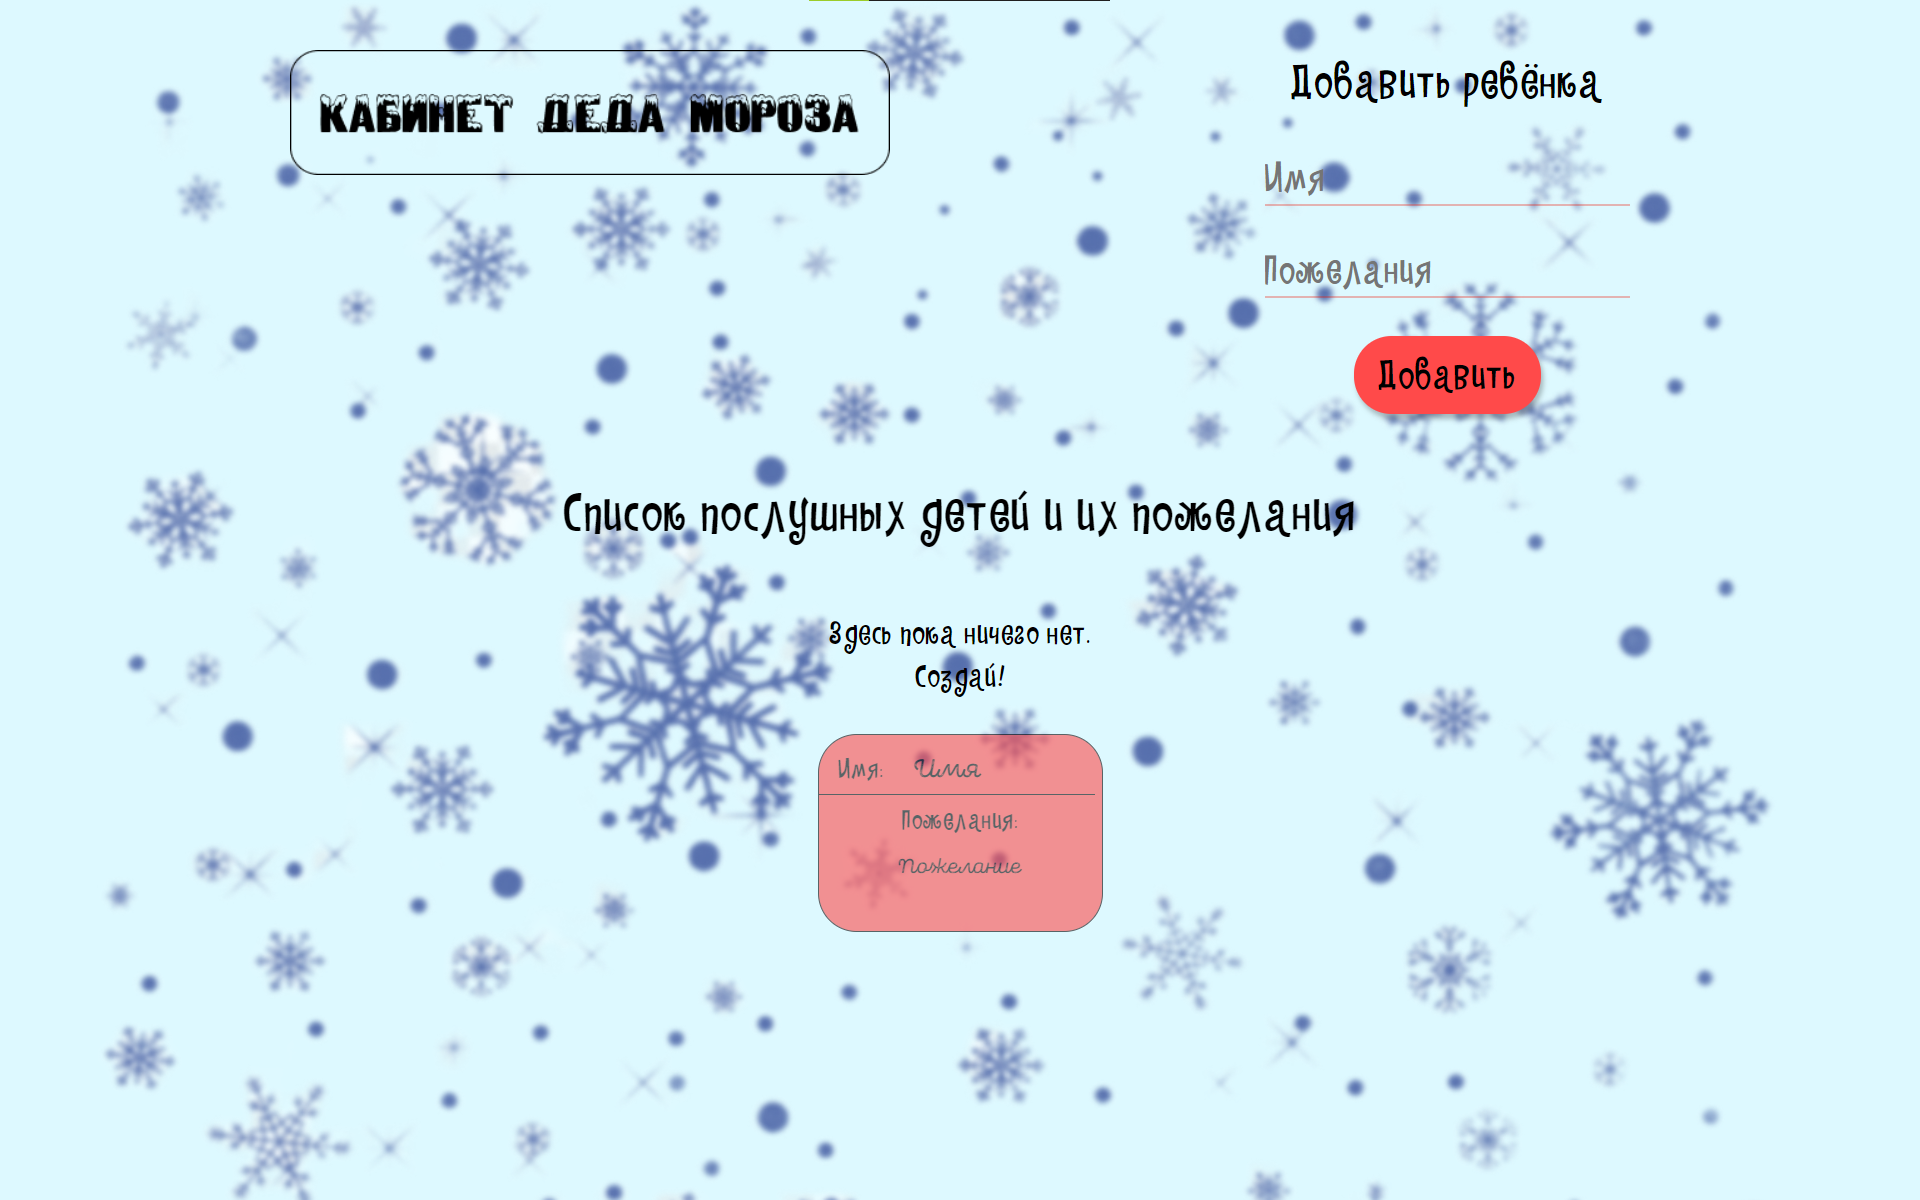 КАБИНЕТ ДЕДА МОРОЗА
Добавить ребёнка
Имя
Пожелания
Добавить
Список послушных детей и их пожелания
Здесь пока ничего нет.
Создай!
Имя: Имя
Пожелания:
Пожелание